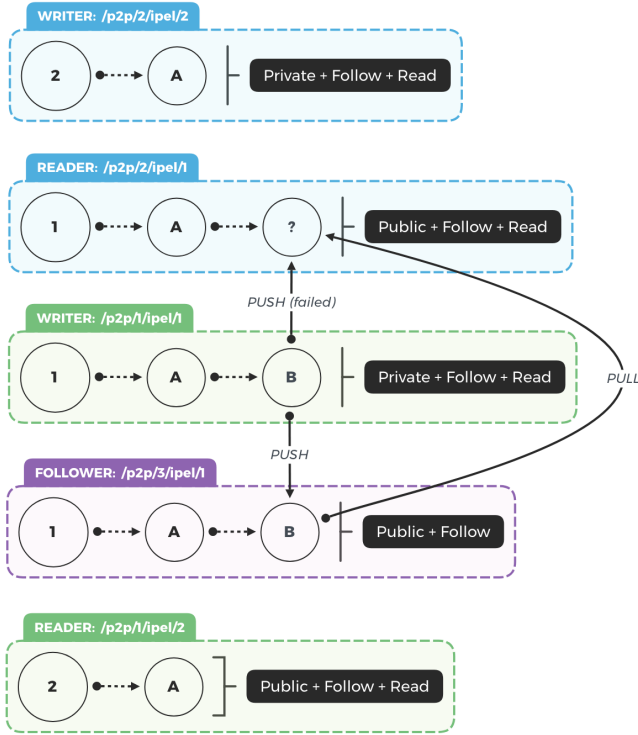 WRITER: /p2p/2/ipel/2
2
A
Private + Follow + Read
READER: /p2p/2/ipel/1
1
A
?
Public + Follow + Read
PUSH (failed)
WRITER: /p2p/1/ipel/1
1
A
B
Private + Follow + Read
PULL
PUSH
FOLLOWER: /p2p/3/ipel/1
1
A
B
Public + Follow
READER: /p2p/1/ipel/2
2
A
Public + Follow + Read